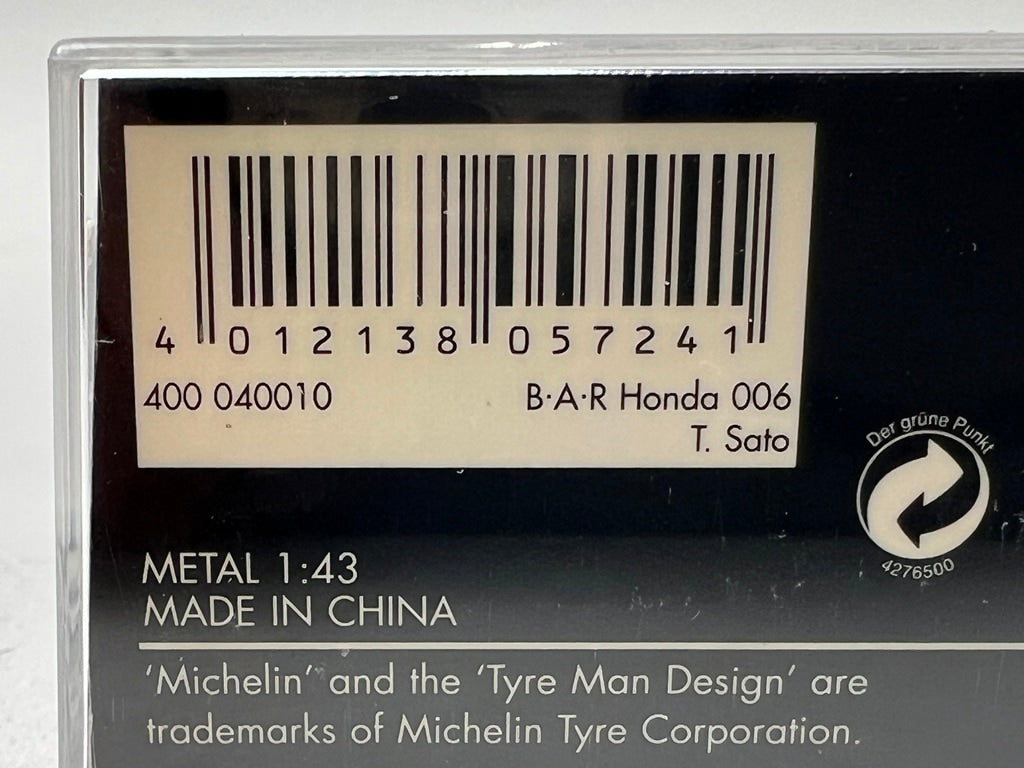 4 012138 057241
400 040010 B·A·R Honda 006
T. Sato
Der grüne Punkt
4276500
METAL 1:43
MADE IN CHINA
'Michelin' and the 'Tyre Man Design' are
trademarks of Michelin Tyre Corporation.